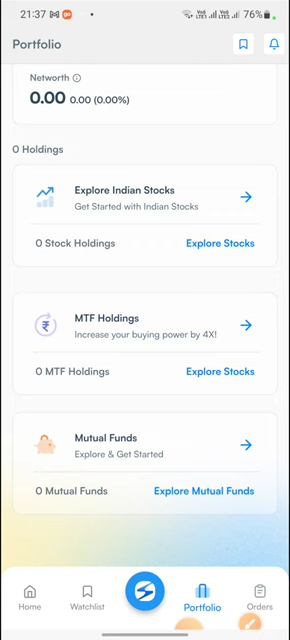 21:37
76%
Portfolio
Networth
0.00 0.00 (0.00%)
0 Holdings
Explore Indian Stocks
Get Started with Indian Stocks
0 Stock Holdings Explore Stocks
MTF Holdings
Increase your buying power by 4X!
0 MTF Holdings Explore Stocks
Mutual Funds
Explore & Get Started
0 Mutual Funds Explore Mutual Funds
Home Watchlist Portfolio Orders